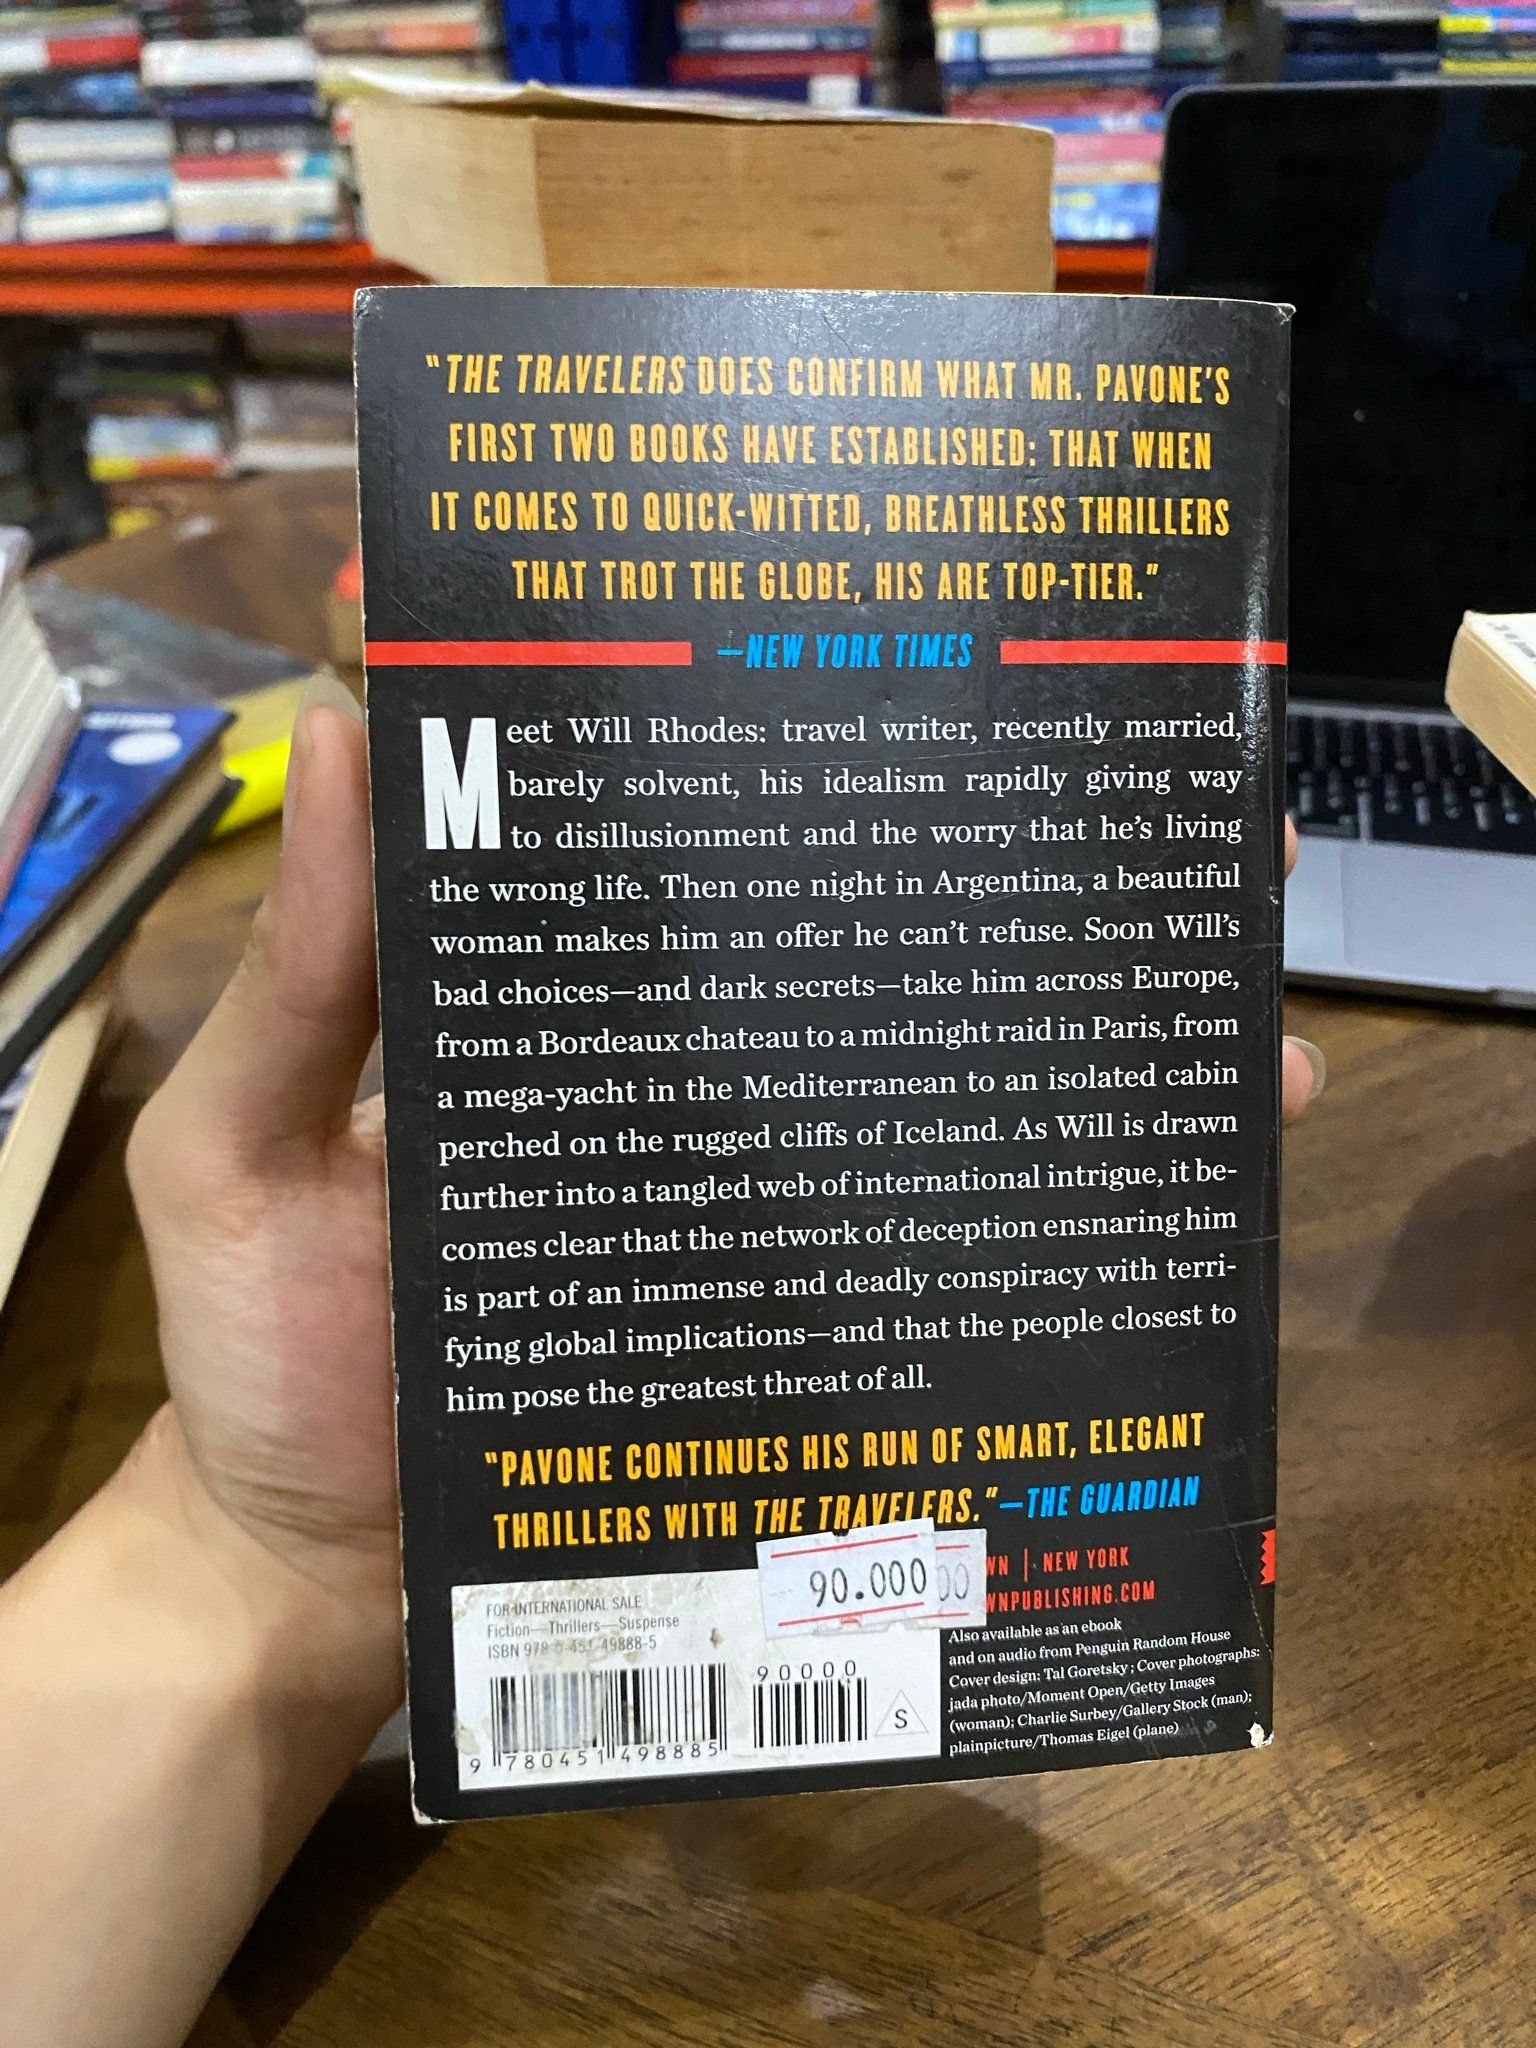 "THE TRAVELERS DOES CONFIRM WHAT MR. PAVONE'S
FIRST TWO BOOKS HAVE ESTABLISHED: THAT WHEN
IT COMES TO QUICK-WITTED, BREATHLESS THRILLERS
THAT TROT THE GLOBE, HIS ARE TOP-TIER."
—NEW YORK TIMES
Meet Will Rhodes: travel writer, recently married,
barely solvent, his idealism rapidly giving way
to disillusionment and the worry that he's living
the wrong life. Then one night in Argentina, a beautiful
woman makes him an offer he can't refuse. Soon Will's
bad choices—and dark secrets—take him across Europe,
from a Bordeaux chateau to a midnight raid in Paris, from
a mega-yacht in the Mediterranean to an isolated cabin
perched on the rugged cliffs of Iceland. As Will is drawn
further into a tangled web of international intrigue, it be-
comes clear that the network of deception ensnaring him
is part of an immense and deadly conspiracy with terri-
fying global implications—and that the people closest to
him pose the greatest threat of all.
"PAVONE CONTINUES HIS RUN OF SMART, ELEGANT
THRILLERS WITH THE TRAVELERS."—THE GUARDIAN
90.000
00
WN | NEW YORK
WNPUBLISHING.COM
FOR INTERNATIONAL SALE
Fiction—Thrillers—Suspense
ISBN 978-0-451-49888-5
90000
S
9 780451 498885
Also available as an ebook
and on audio from Penguin Random House
Cover design: Tal Goretsky; Cover photographs:
jada photo/Moment Open/Getty Images
(woman); Charlie Surbey/Gallery Stock (man);
plainpicture/Thomas Eigel (plane)